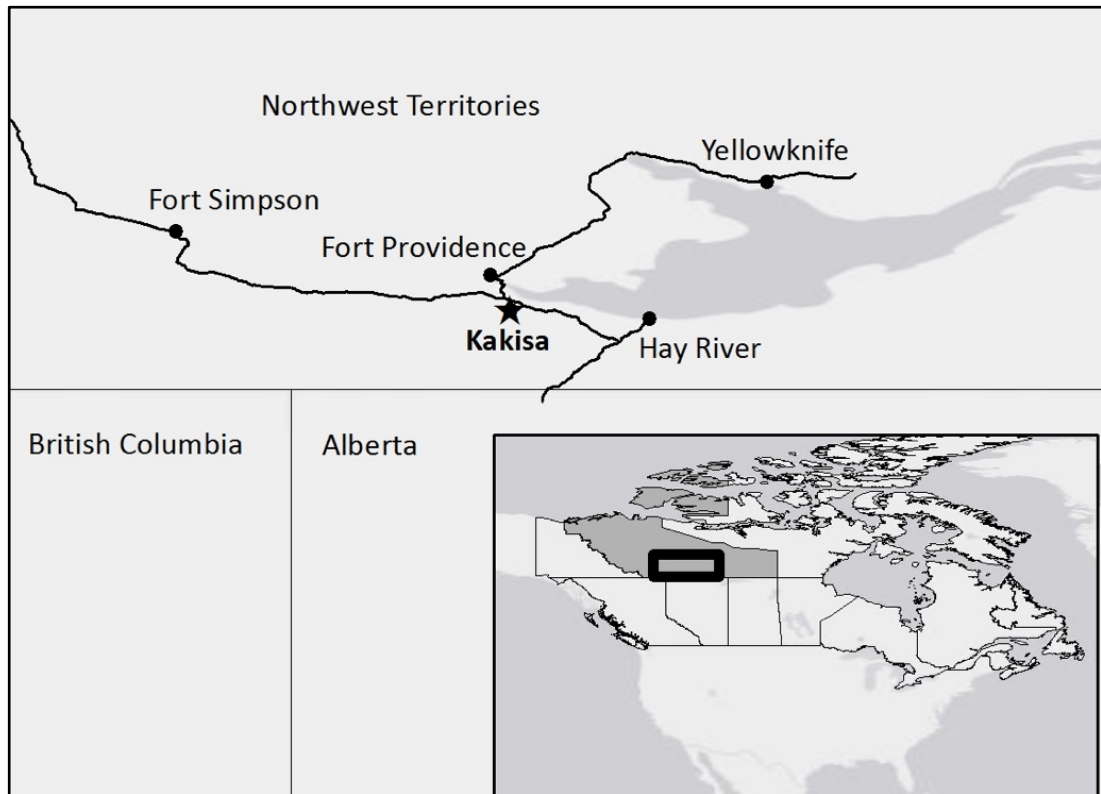 Northwest Territories
Yellowknife
Fort Simpson
Fort Providence
Kakisa
Hay River
British Columbia
Alberta